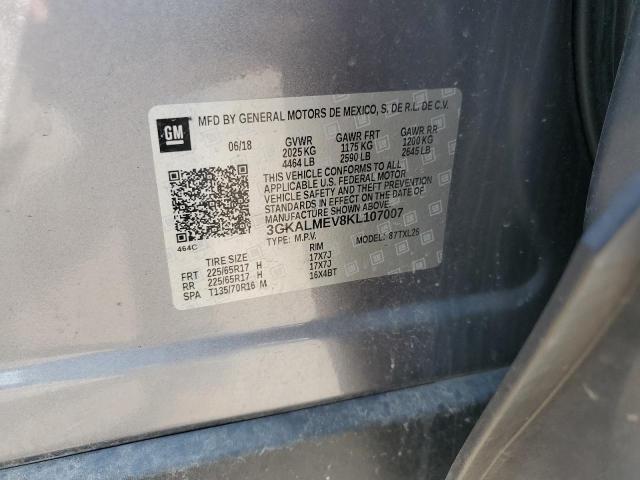 GM
MFD BY GENERAL MOTORS DE MEXICO, S. DE R.L. DE C.V.
06/18 GVWR GAWR FRT GAWR RR
2025 KG 1175 KG 1200 KG
4464 LB 2590 LB 2645 LB
THIS VEHICLE CONFORMS TO ALL
APPLICABLE U.S. FEDERAL MOTOR
VEHICLE SAFETY AND THEFT PREVENTION
STANDARDS IN EFFECT ON THE DATE OF
MANUFACTURE SHOWN ABOVE.
3GKALMEV8KL107007
464C TYPE: M.P.V. MODEL: 87TXL26
TIRE SIZE RIM
FRT 225/65R17 H 17X7J
RR 225/65R17 H 17X7J
SPA T135/70R16 M 16X4BT